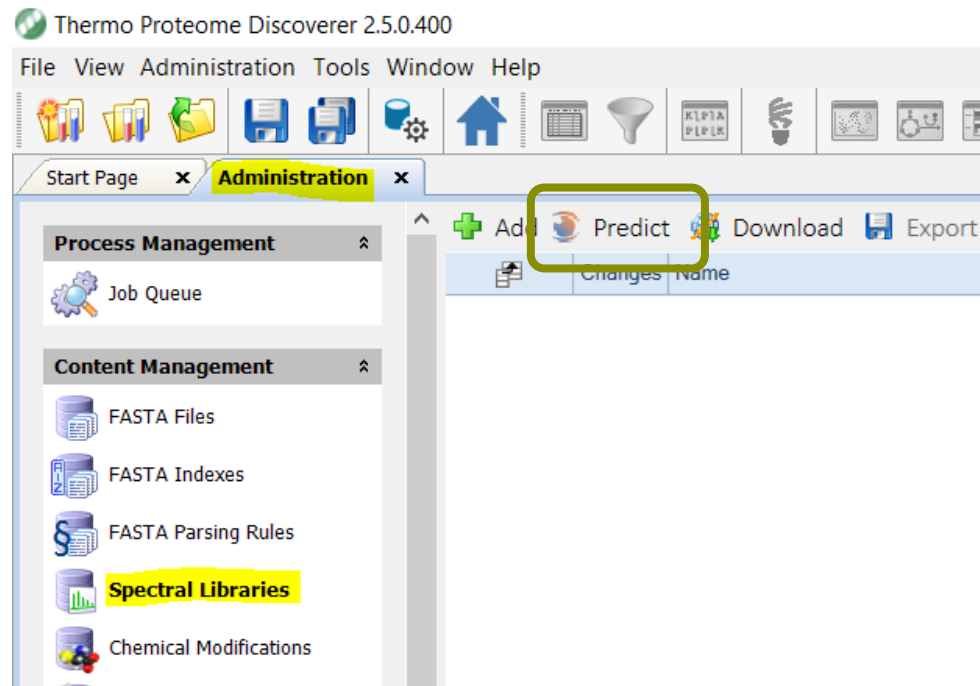 Thermo Proteome Discoverer 2.5.0.400
File View Administration Tools Window Help
Start Page x Administration x
Process Management
Job Queue
Content Management
FASTA Files
FASTA Indexes
FASTA Parsing Rules
Spectral Libraries
Chemical Modifications
Add Predict Download Export
Changes Name